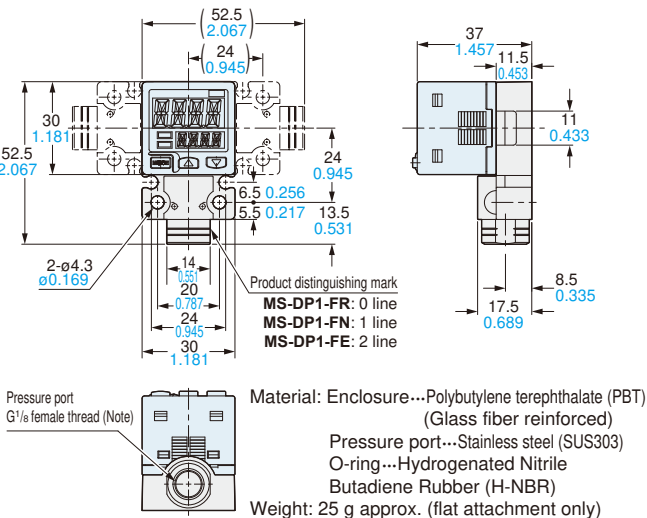 52.5
2.067
24
0.945
30
1.181
52.5
2.067
24
0.945
6.5 0.256
5.5 0.217
13.5
0.531
2-ø4.3
ø0.169
14
0.551
20
0.787
24
0.945
30
1.181
Product distinguishing mark
MS-DP1-FR: 0 line
MS-DP1-FN: 1 line
MS-DP1-FE: 2 line
37
1.457
11.5
0.453
11
0.433
8.5
0.335
17.5
0.689
Pressure port
G1/8 female thread (Note)
Material: Enclosure···Polybutylene terephthalate (PBT)
(Glass fiber reinforced)
Pressure port···Stainless steel (SUS303)
O-ring···Hydrogenated Nitrile
Butadiene Rubber (H-NBR)
Weight: 25 g approx. (flat attachment only)